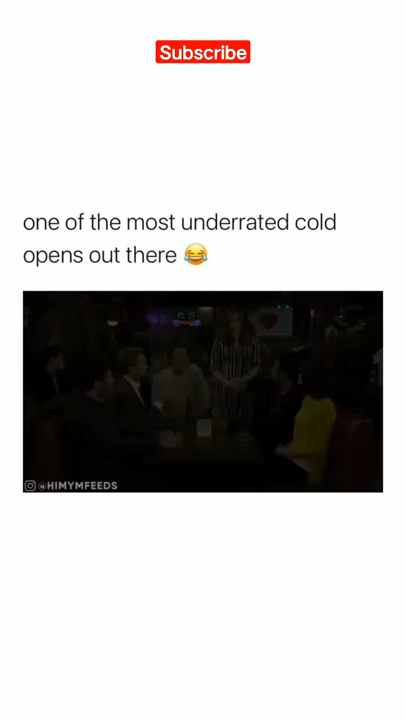 Subscribe
one of the most underrated cold
opens out there 😂
@HIMYMFEEDS